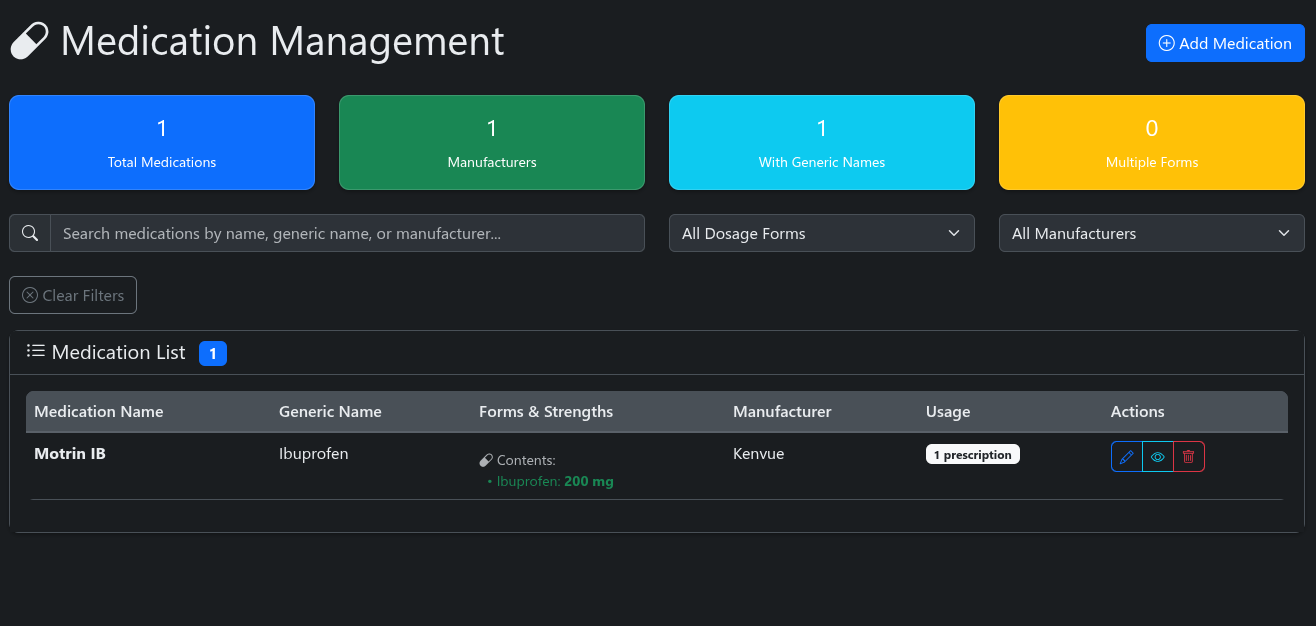 Medication Management
Add Medication
1
Total Medications
1
Manufacturers
1
With Generic Names
0
Multiple Forms
Search medications by name, generic name, or manufacturer...
All Dosage Forms
All Manufacturers
Clear Filters
Medication List 1
Medication Name Generic Name Forms & Strengths Manufacturer Usage Actions
Motrin IB Ibuprofen Kenvue 1 prescription
Contents:
• Ibuprofen: 200 mg